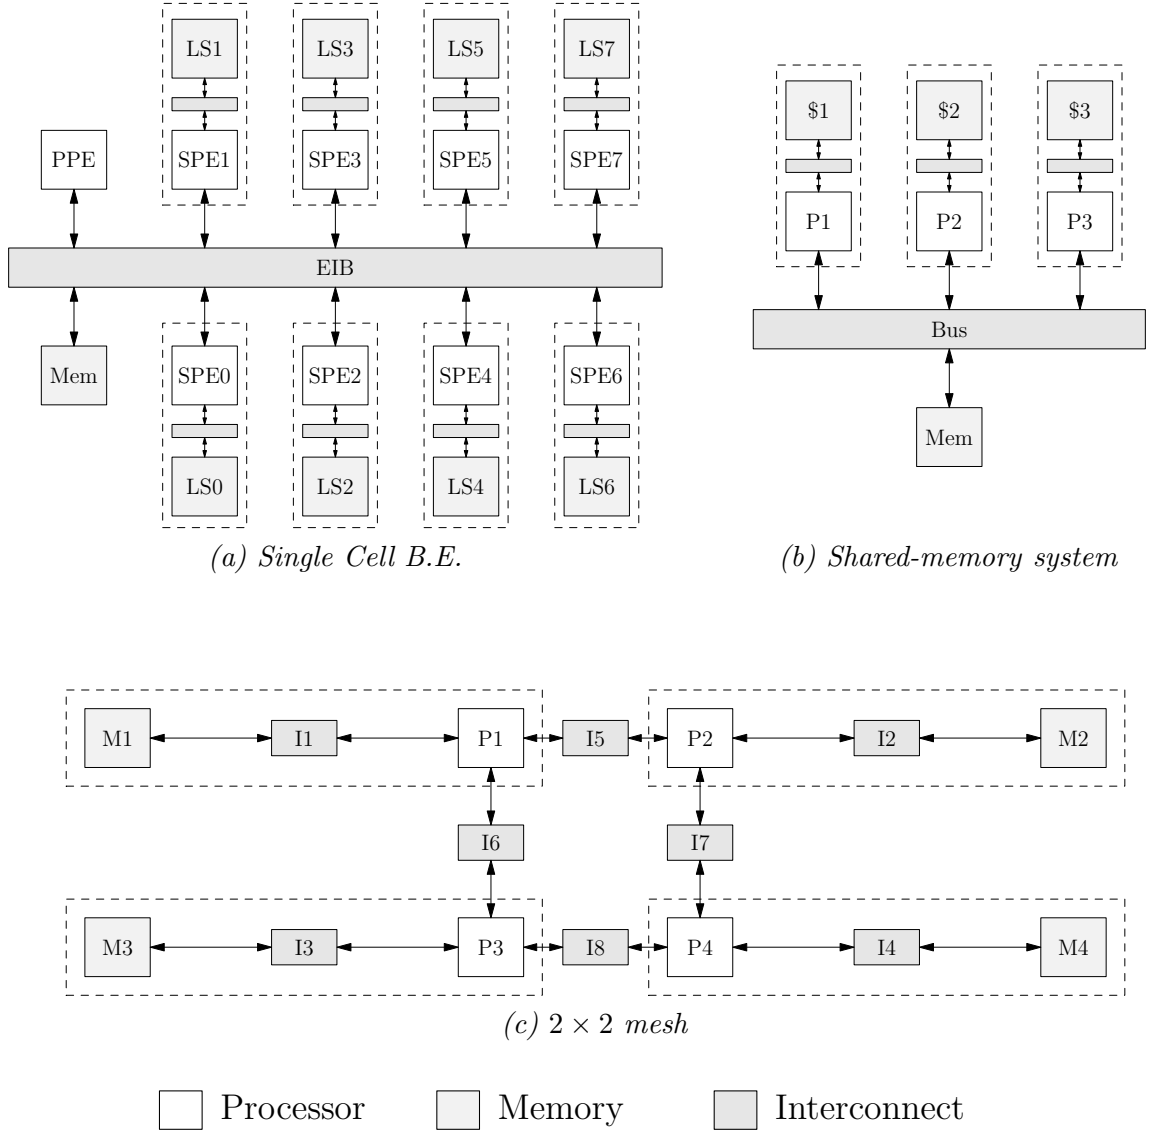 LS1 LS3 LS5 LS7
$1 $2 $3
PPE SPE1 SPE3 SPE5 SPE7
P1 P2 P3
EIB
Bus
Mem SPE0 SPE2 SPE4 SPE6
Mem
LS0 LS2 LS4 LS6
(a) Single Cell B.E.
(b) Shared-memory system
M1 I1 P1 I5 P2 I2 M2
I6 I7
M3 I3 P3 I8 P4 I4 M4
(c) 2 × 2 mesh
Processor Memory Interconnect